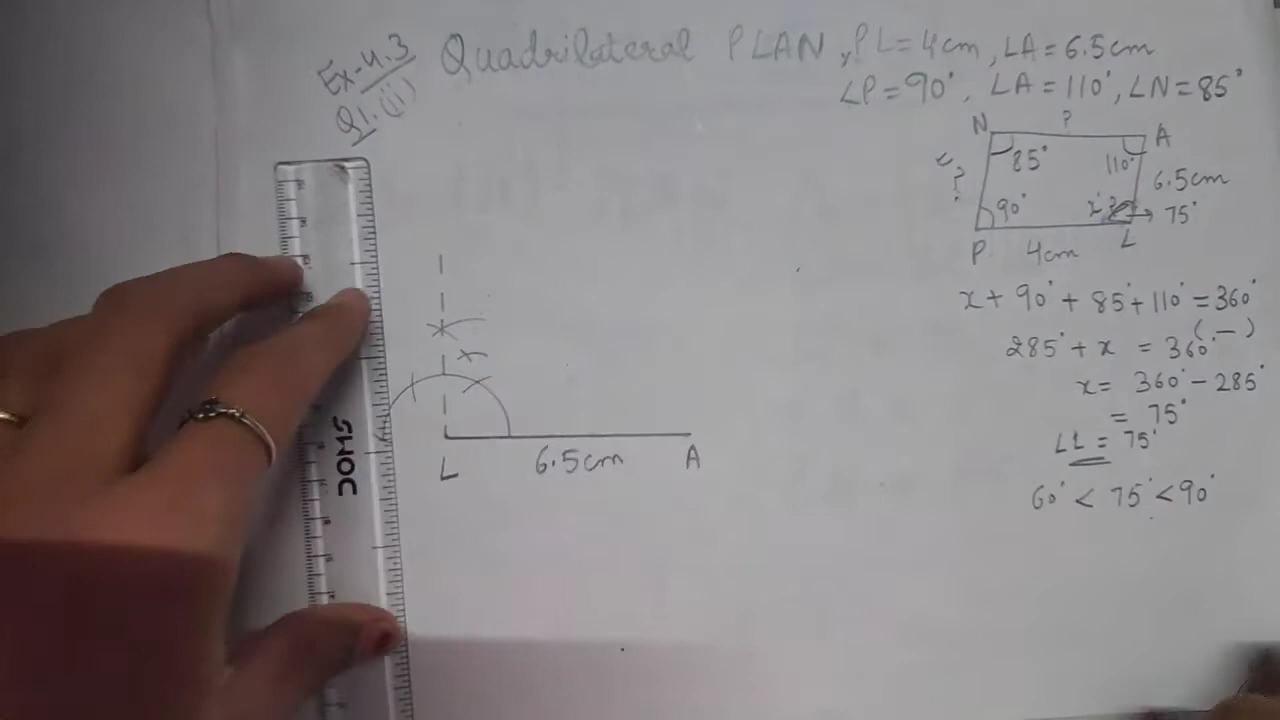 Ex-4.3
Q1.(ii)
Quadrilateral PLAN, PL=4cm, LA=6.5cm
∠P=90°, ∠A=110°, ∠N=85°
N ? A
85° 110°
? 6.5cm
90° x°? → 75°
P 4cm L
x + 90° + 85° + 110° = 360°
(-)
285° + x = 360°
x = 360° - 285°
= 75°
∠L = 75°
60° < 75° < 90°
L 6.5cm A
SWOC